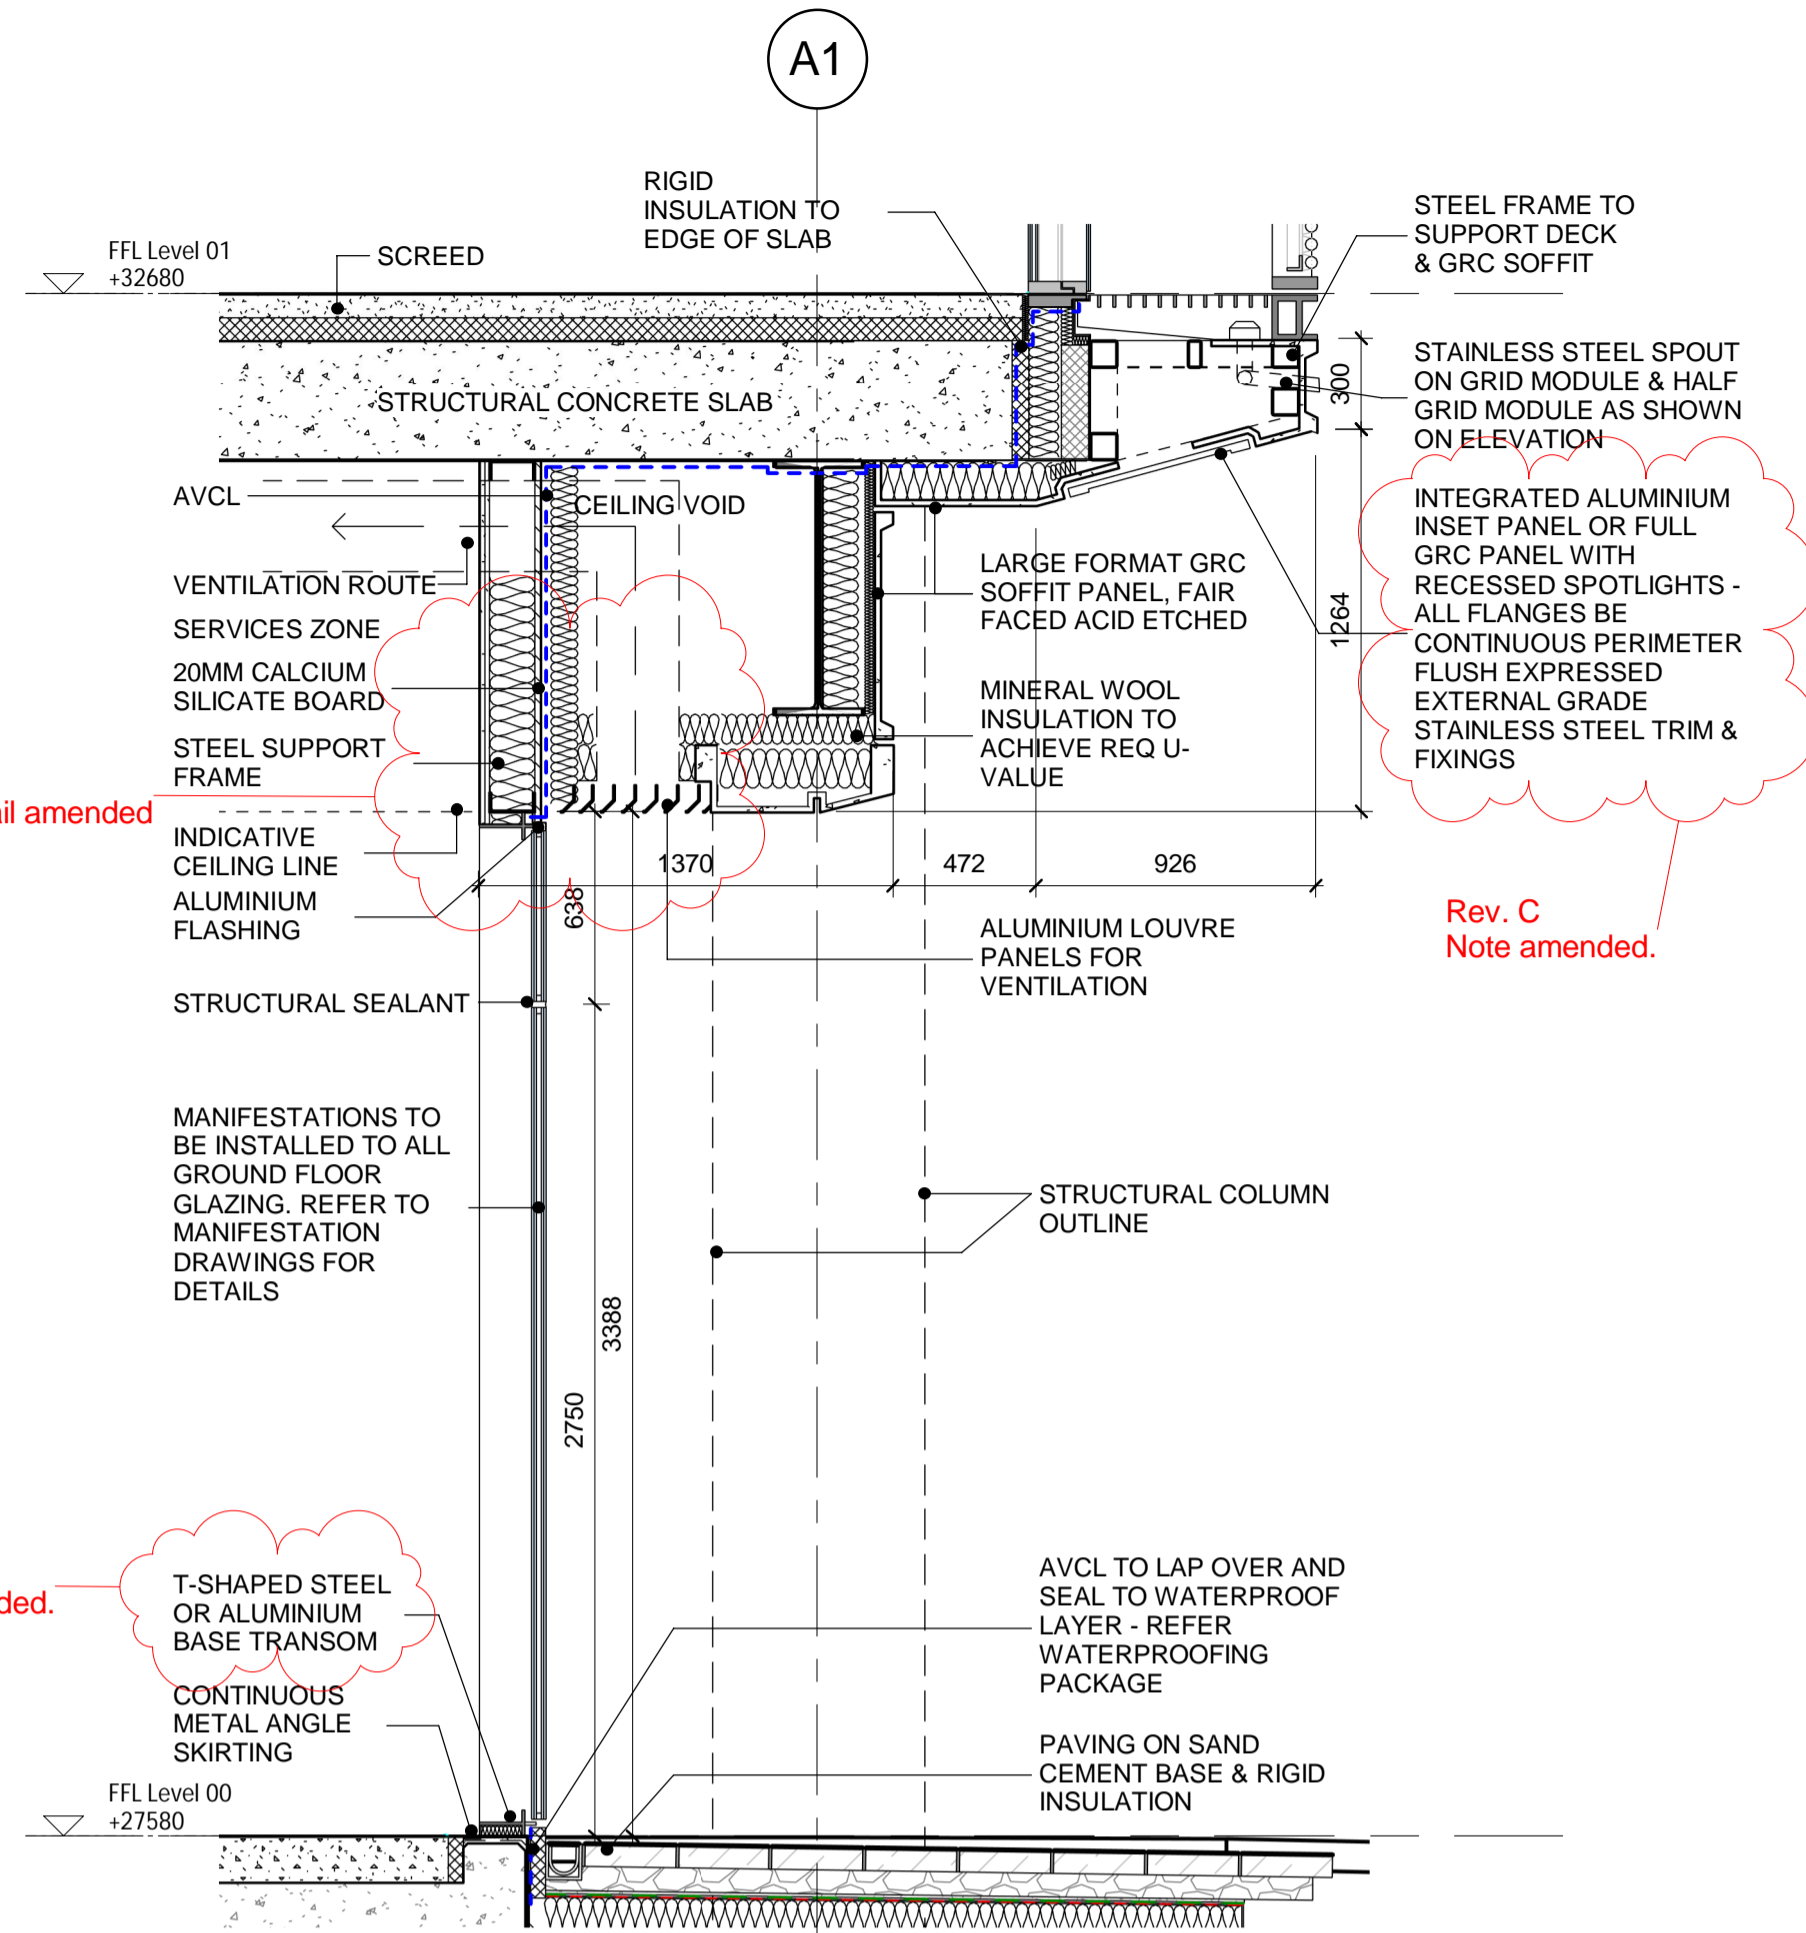 A1
RIGID
INSULATION TO
EDGE OF SLAB
STEEL FRAME TO
SUPPORT DECK
& GRC SOFFIT
FFL Level 01
+32680
SCREED
STRUCTURAL CONCRETE SLAB
STAINLESS STEEL SPOUT
ON GRID MODULE & HALF
GRID MODULE AS SHOWN
ON ELEVATION
300
AVCL
CEILING VOID
INTEGRATED ALUMINIUM
INSET PANEL OR FULL
GRC PANEL WITH
RECESSED SPOTLIGHTS -
ALL FLANGES BE
CONTINUOUS PERIMETER
FLUSH EXPRESSED
EXTERNAL GRADE
STAINLESS STEEL TRIM &
FIXINGS
VENTILATION ROUTE
LARGE FORMAT GRC
SOFFIT PANEL, FAIR
FACED ACID ETCHED
1264
SERVICES ZONE
20MM CALCIUM
SILICATE BOARD
MINERAL WOOL
INSULATION TO
ACHIEVE REQ U-
VALUE
STEEL SUPPORT
FRAME
il amended
INDICATIVE
CEILING LINE
1370
472
926
638
ALUMINIUM
FLASHING
Rev. C
Note amended.
ALUMINIUM LOUVRE
PANELS FOR
VENTILATION
STRUCTURAL SEALANT
MANIFESTATIONS TO
BE INSTALLED TO ALL
GROUND FLOOR
GLAZING. REFER TO
MANIFESTATION
DRAWINGS FOR
DETAILS
STRUCTURAL COLUMN
OUTLINE
3388
2750
T-SHAPED STEEL
OR ALUMINIUM
BASE TRANSOM
ded.
AVCL TO LAP OVER AND
SEAL TO WATERPROOF
LAYER - REFER
WATERPROOFING
PACKAGE
CONTINUOUS
METAL ANGLE
SKIRTING
PAVING ON SAND
CEMENT BASE & RIGID
INSULATION
FFL Level 00
+27580